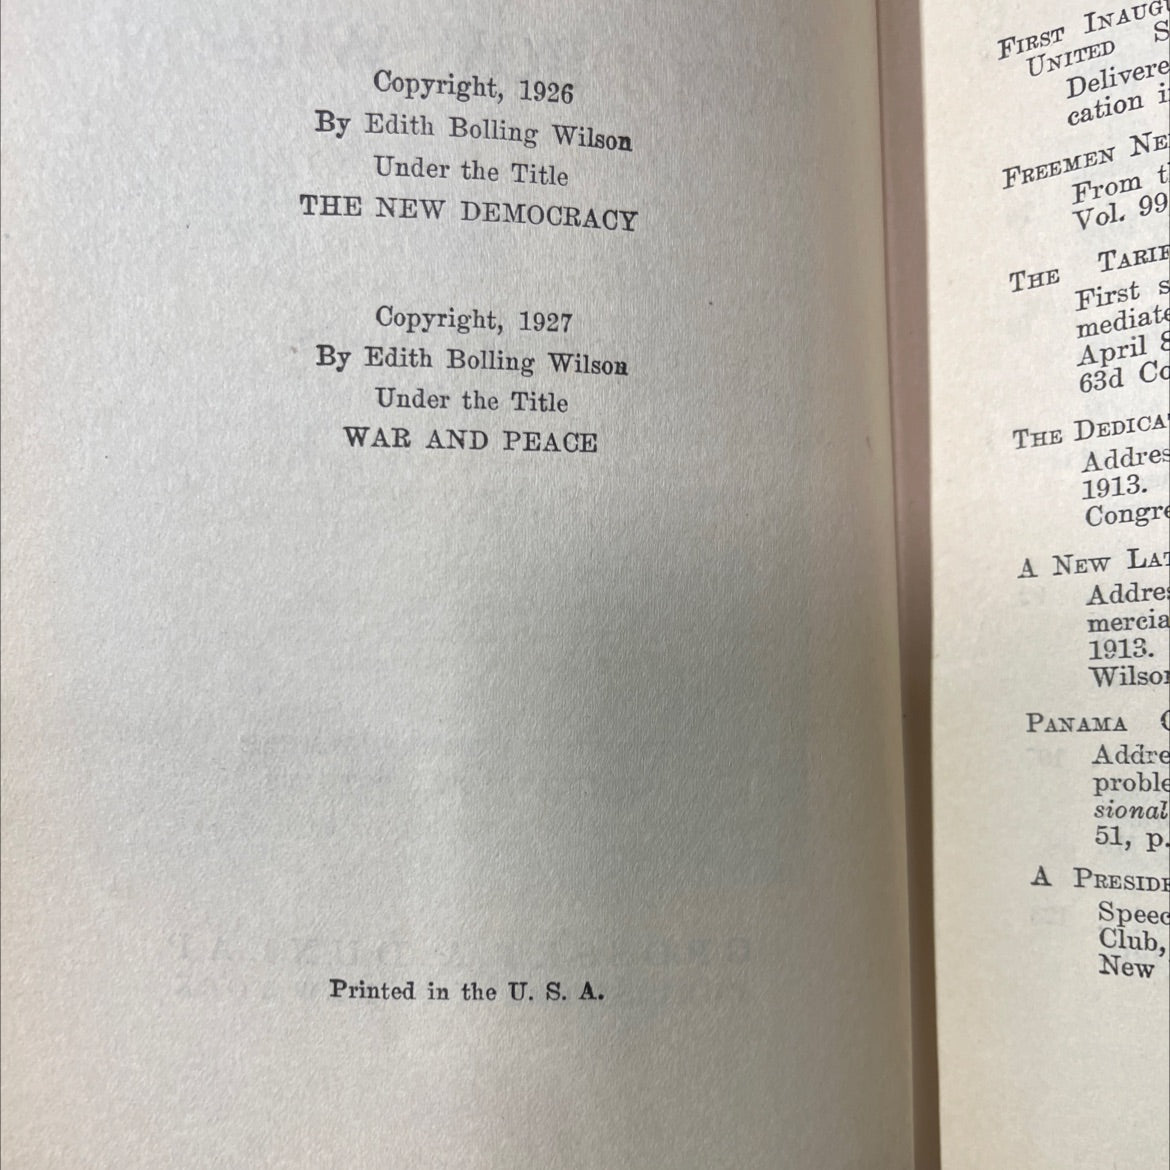 Copyright, 1926
By Edith Bolling Wilson
Under the Title
THE NEW DEMOCRACY
Copyright, 1927
By Edith Bolling Wilson
Under the Title
WAR AND PEACE
Printed in the U. S. A.
FIRST INAUGU
UNITED S
Delivere
cation i
FREEMEN NE
From t
Vol. 99
THE TARIF
First s
mediate
April 8
63d Co
THE DEDICA
Addres
1913.
Congre
A NEW LAT
Addres
mercia
1913.
Wilson
PANAMA
Addre
proble
sional
51, p.
A PRESIDE
Speec
Club,
New